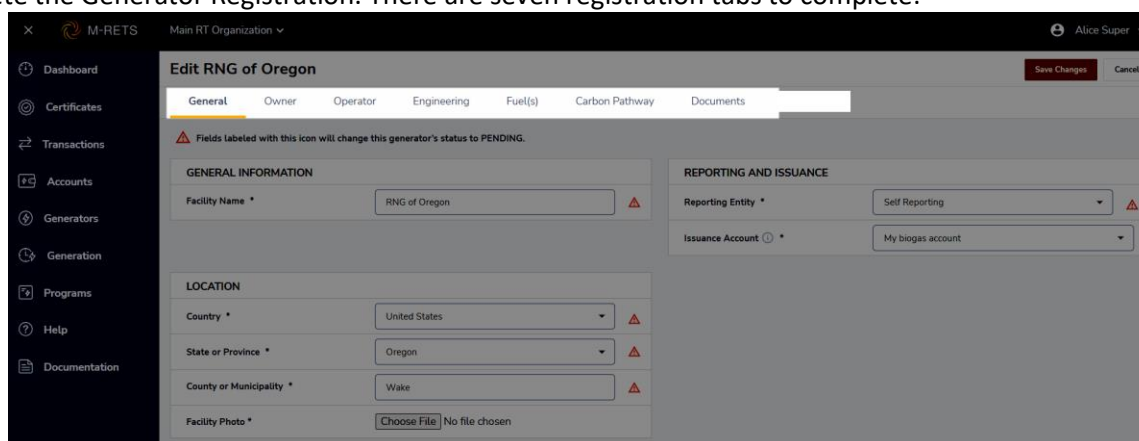 ete the Generator Registration. There are seven registration tabs to complete:
× M-RETS Main RT Organization Alice Super
Dashboard
Certificates
Transactions
Accounts
Generators
Generation
Programs
Help
Documentation
Edit RNG of Oregon Save Changes Cancel
General Owner Operator Engineering Fuel(s) Carbon Pathway Documents
Fields labeled with this icon will change this generator's status to PENDING.
GENERAL INFORMATION
Facility Name * RNG of Oregon
REPORTING AND ISSUANCE
Reporting Entity * Self Reporting
Issuance Account * My biogas account
LOCATION
Country * United States
State or Province * Oregon
County or Municipality * Wake
Facility Photo * Choose File No file chosen